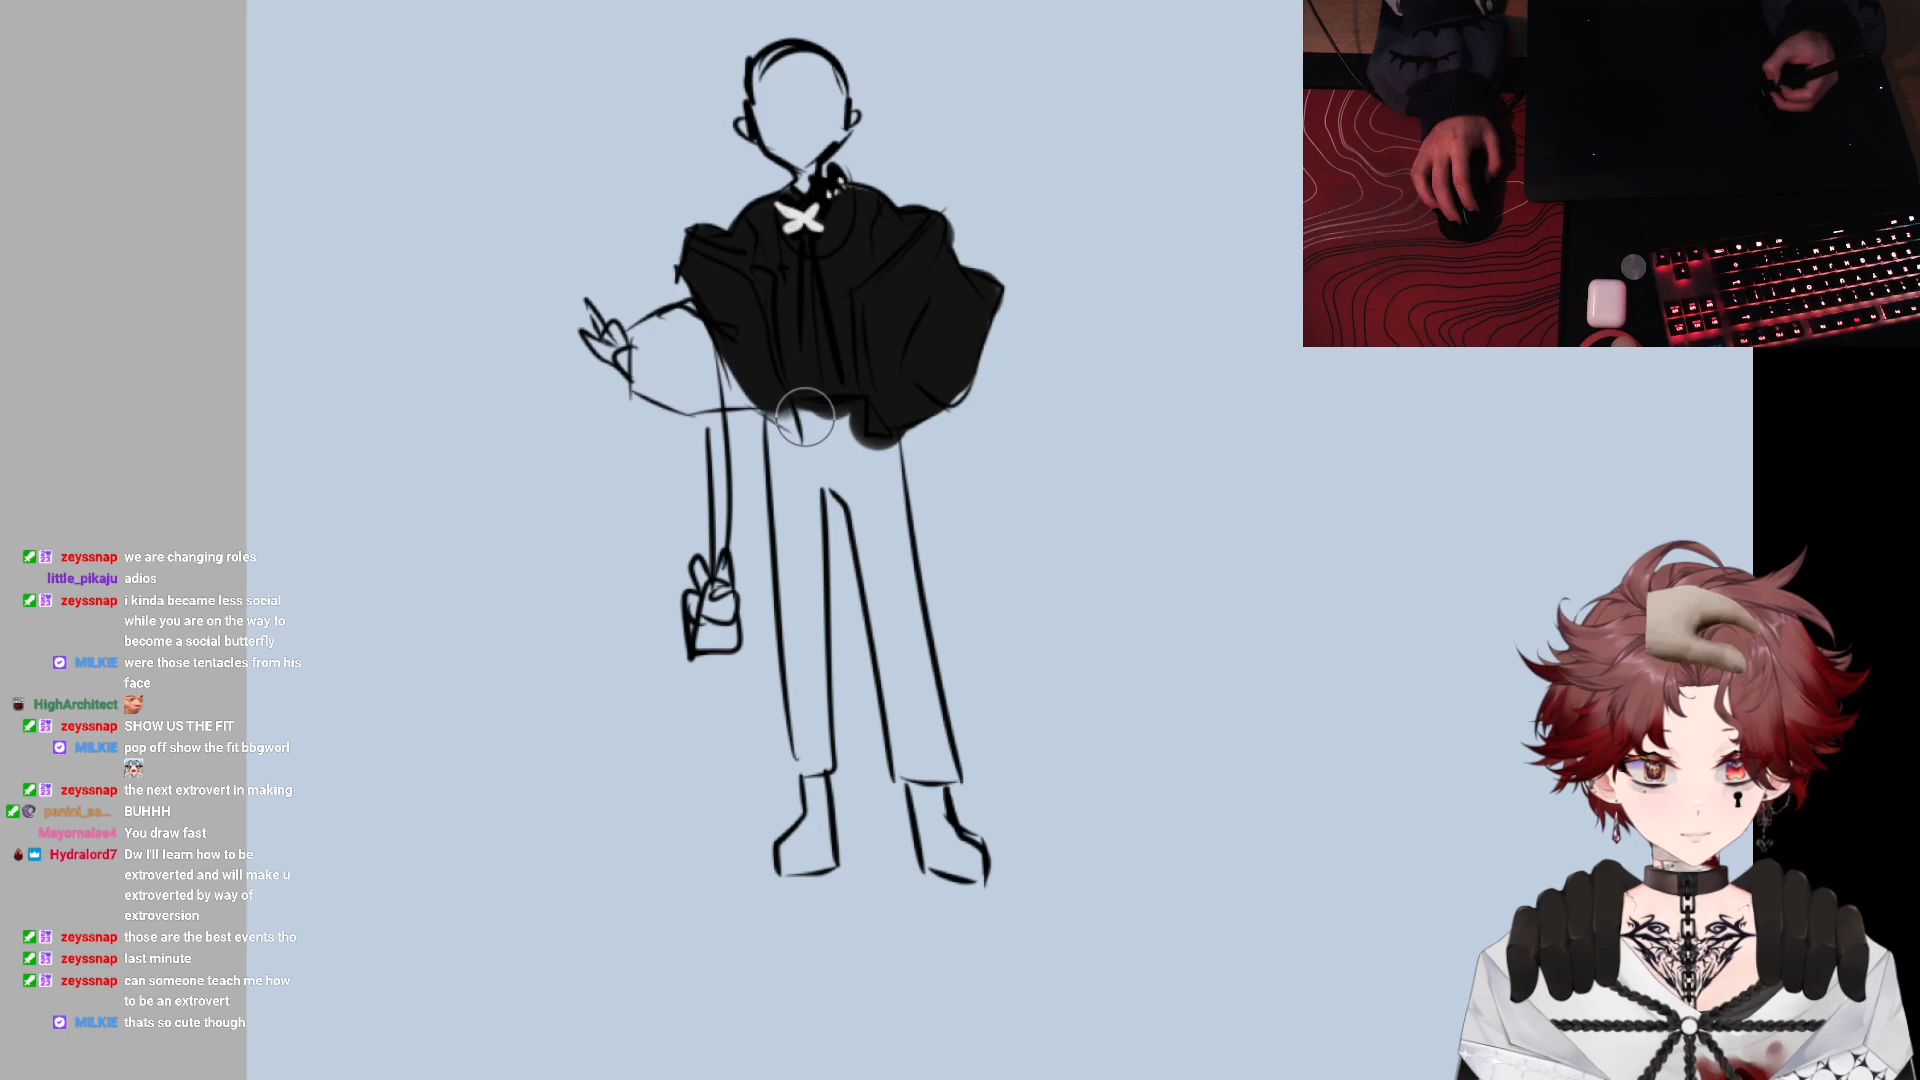 zeyssnap we are changing roles
little_pikaju adios
zeyssnap i kinda became less social
while you are on the way to
become a social butterfly
MILKIE were those tentacles from his
face
HighArchitect
zeyssnap SHOW US THE FIT
MILKIE pop off show the fit bbgworl
zeyssnap the next extrovert in making
panini_sa... BUHHH
Mayornaise4 You draw fast
Hydralord7 Dw I'll learn how to be
extroverted and will make u
extroverted by way of
extroversion
zeyssnap those are the best events tho
zeyssnap last minute
zeyssnap can someone teach me how
to be an extrovert
MILKIE thats so cute though